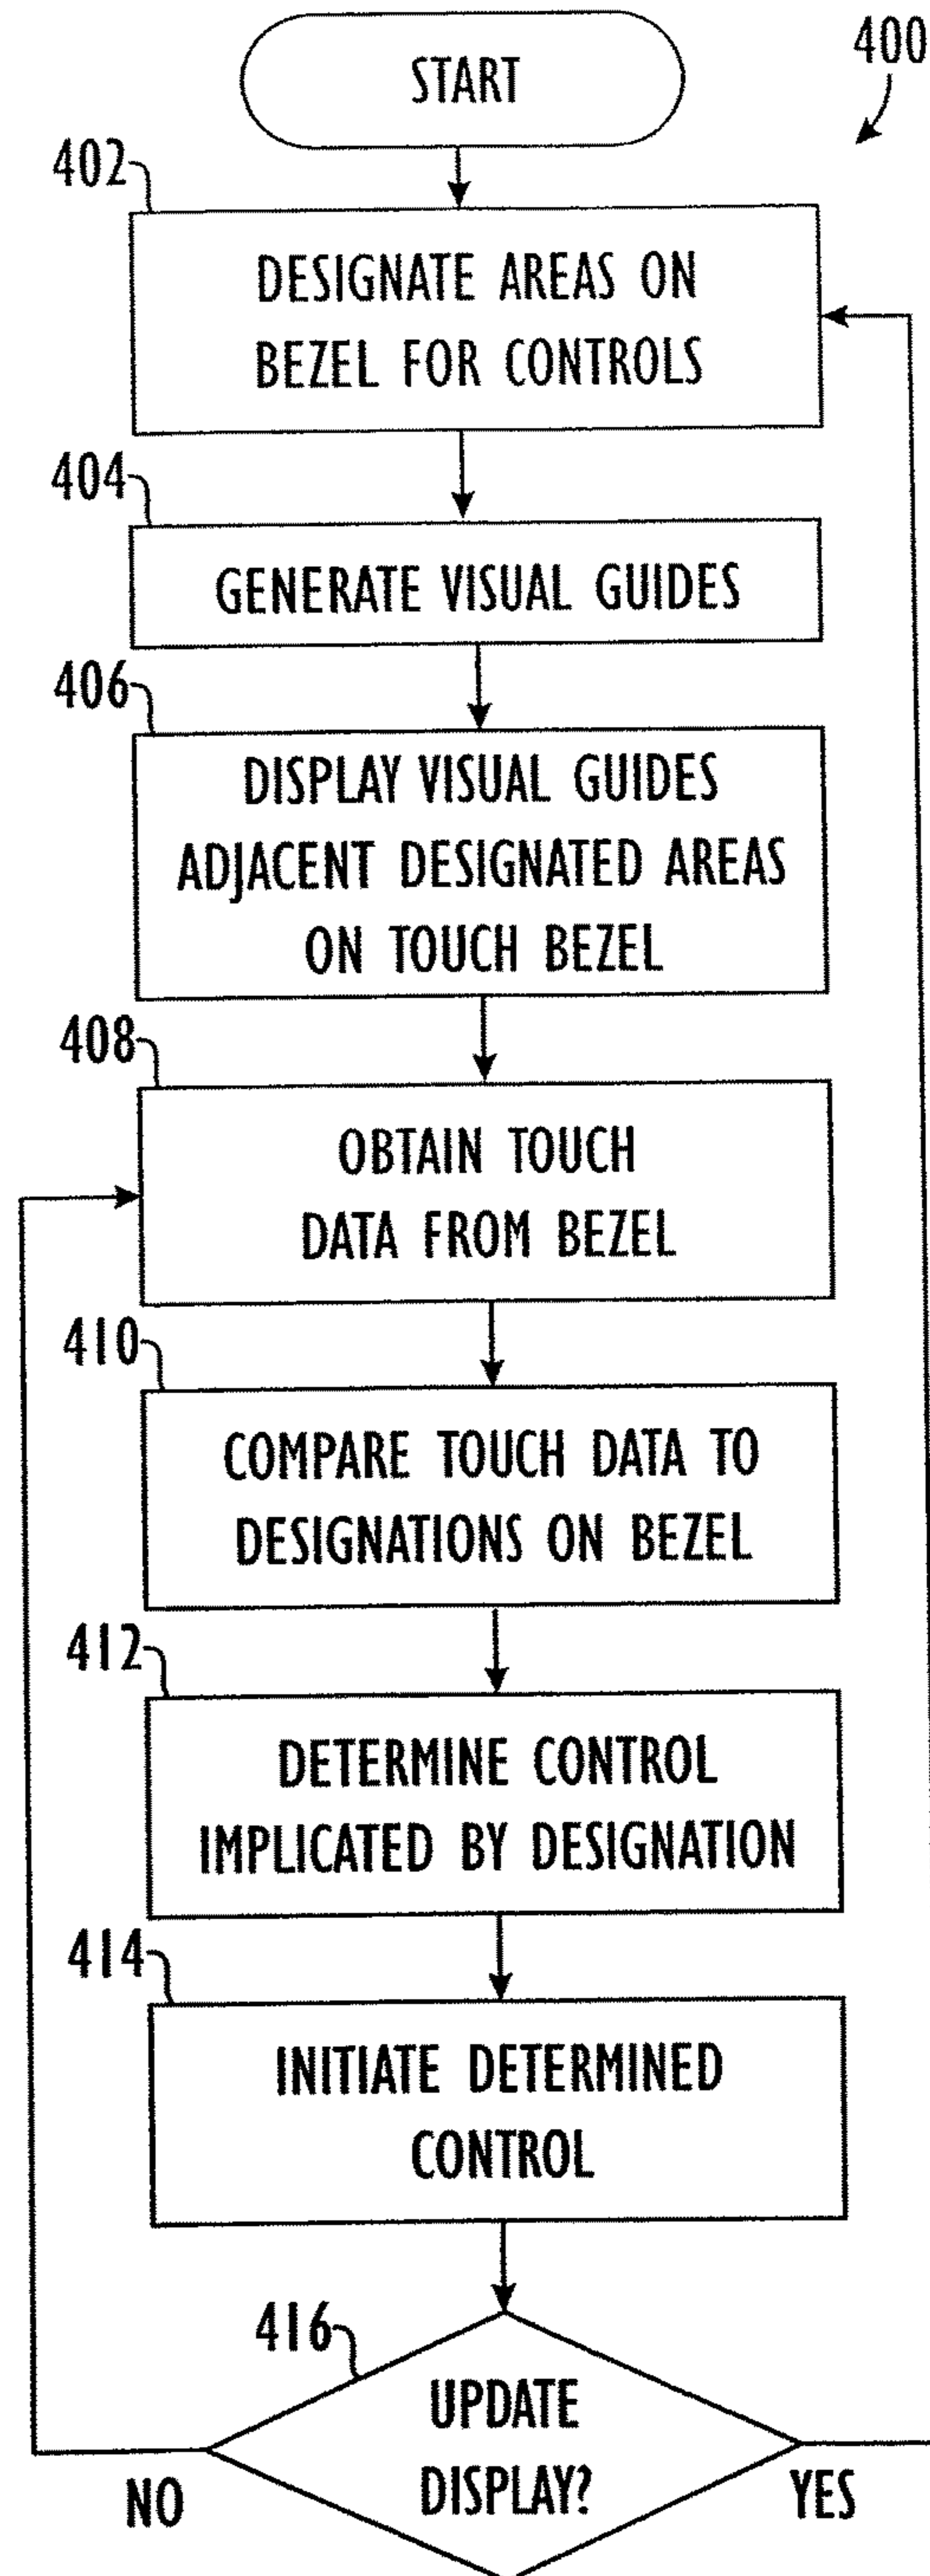 START
400
402
DESIGNATE AREAS ON
BEZEL FOR CONTROLS
404
GENERATE VISUAL GUIDES
406
DISPLAY VISUAL GUIDES
ADJACENT DESIGNATED AREAS
ON TOUCH BEZEL
408
OBTAIN TOUCH
DATA FROM BEZEL
410
COMPARE TOUCH DATA TO
DESIGNATIONS ON BEZEL
412
DETERMINE CONTROL
IMPLICATED BY DESIGNATION
414
INITIATE DETERMINED
CONTROL
416
UPDATE
DISPLAY?
NO
YES